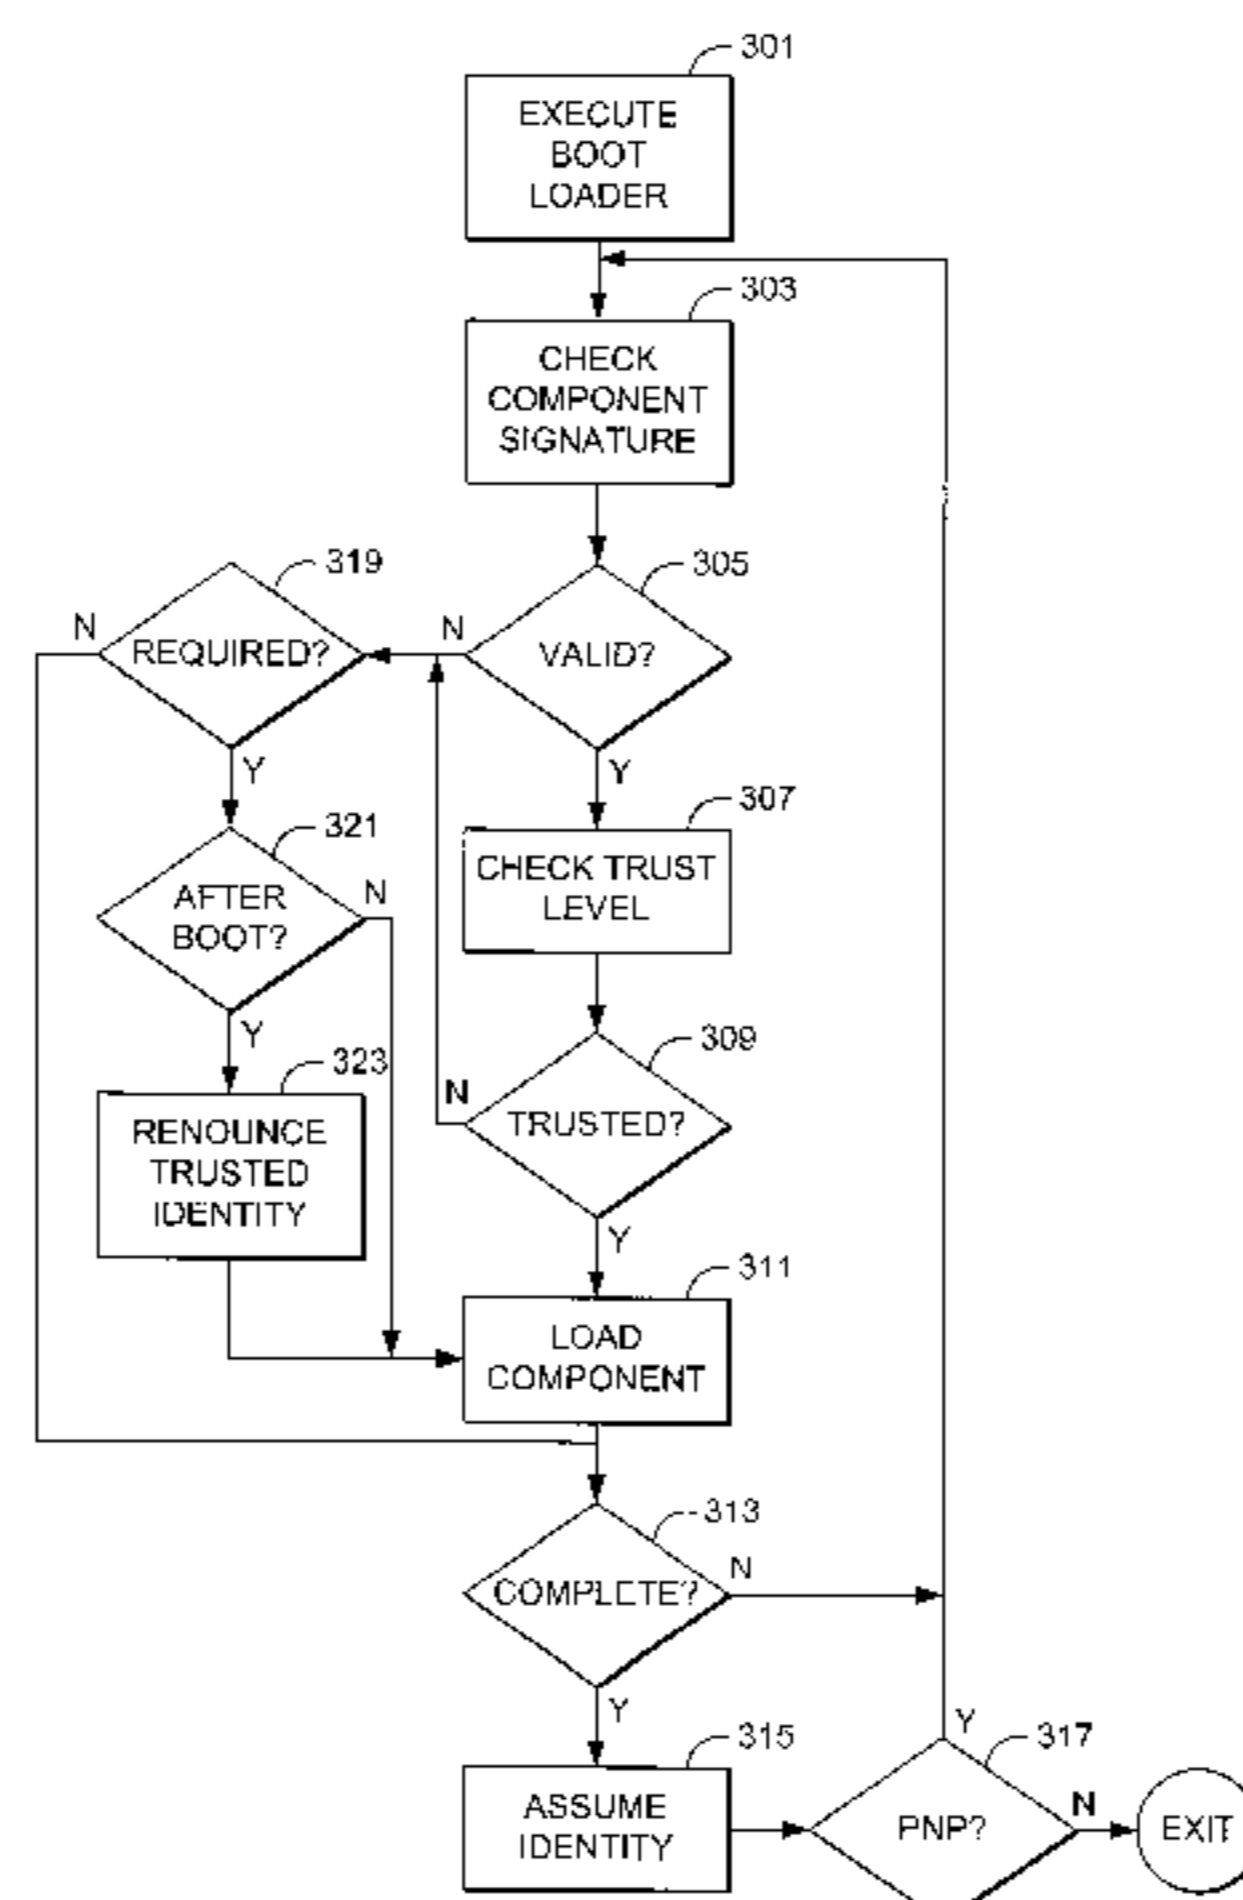 301
EXECUTE
BOOT
LOADER
303
CHECK
COMPONENT
SIGNATURE
319
305
N
REQUIRED?
N
VALID?
Y
Y
321
307
AFTER
BOOT?
N
CHECK TRUST
LEVEL
Y
323
309
RENOUNCE
TRUSTED
IDENTITY
N
TRUSTED?
Y
311
LOAD
COMPONENT
313
COMPLETE?
N
Y
315
ASSUME
IDENTITY
Y
317
PNP?
N
EXIT